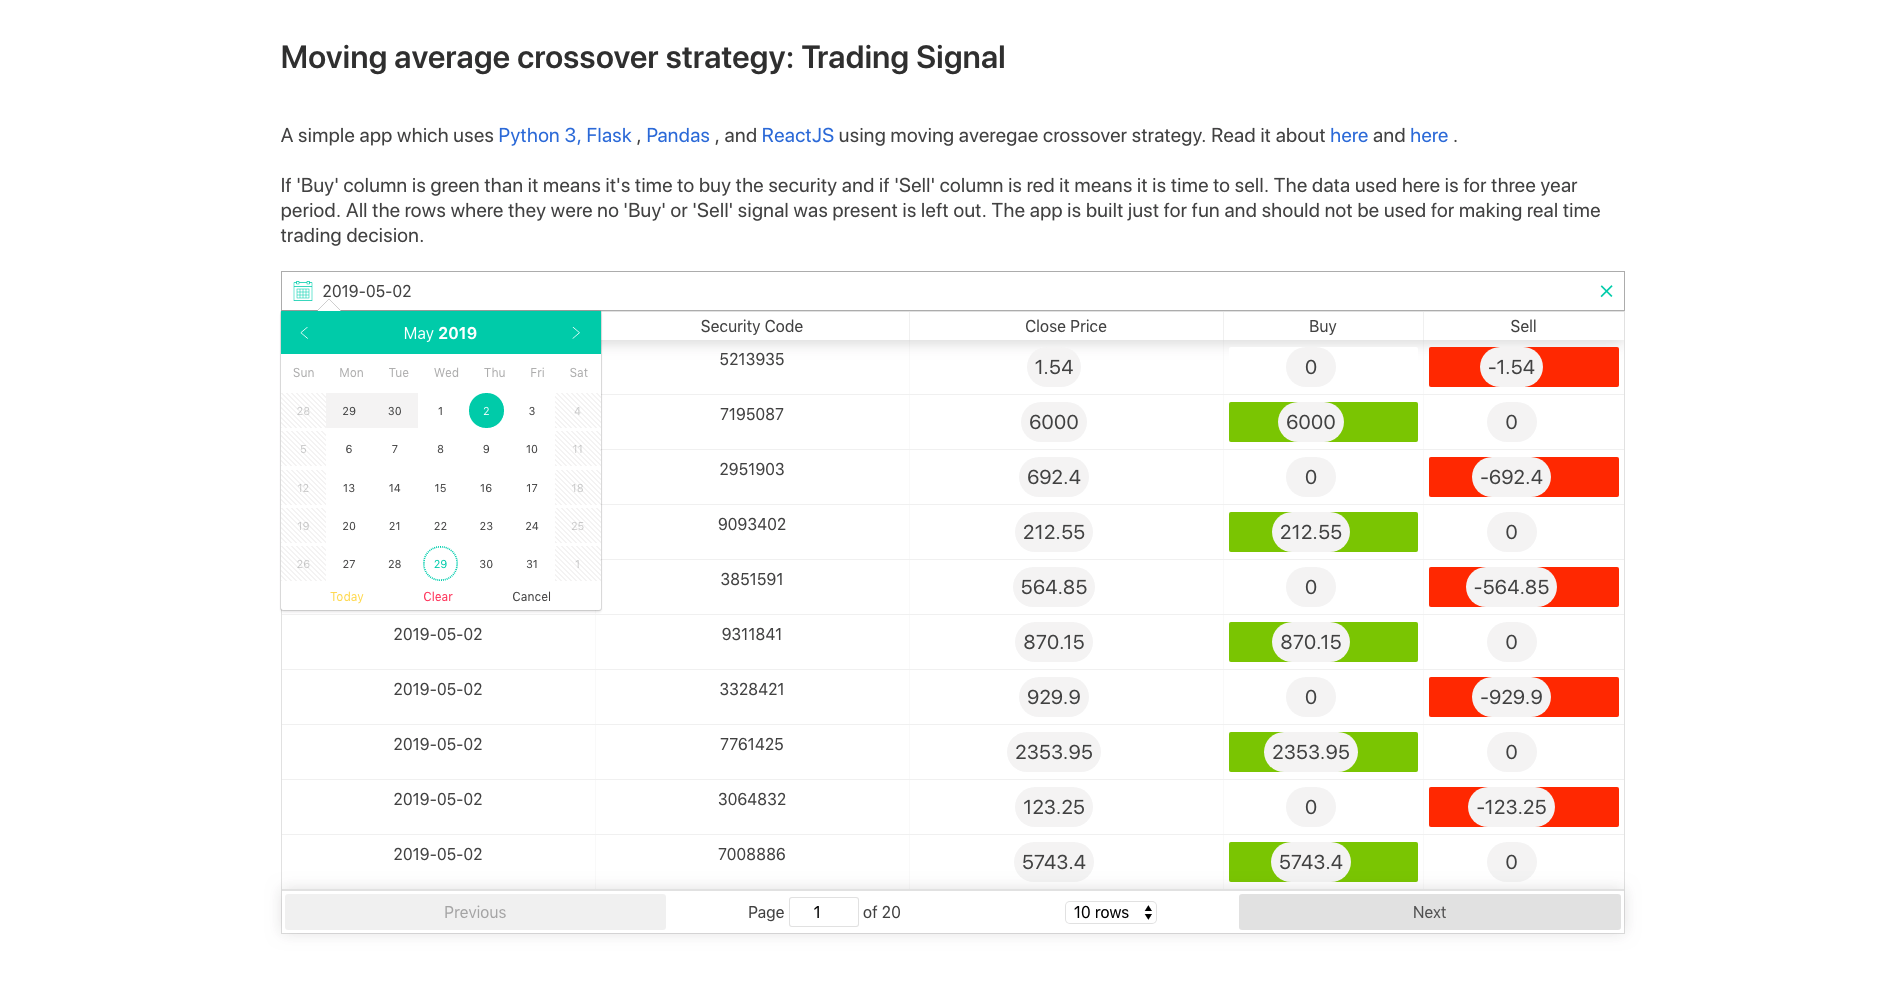 Moving average crossover strategy: Trading Signal
A simple app which uses Python 3, Flask , Pandas , and ReactJS using moving averegae crossover strategy. Read it about here and here .
If 'Buy' column is green than it means it's time to buy the security and if 'Sell' column is red it means it is time to sell. The data used here is for three year
period. All the rows where they were no 'Buy' or 'Sell' signal was present is left out. The app is built just for fun and should not be used for making real time
trading decision.
2019-05-02
May 2019
Sun Mon Tue Wed Thu Fri Sat
28 29 30 1 2 3 4
5 6 7 8 9 10 11
12 13 14 15 16 17 18
19 20 21 22 23 24 25
26 27 28 29 30 31 1
Today Clear Cancel
Security Code Close Price Buy Sell
5213935 1.54 0 -1.54
7195087 6000 6000 0
2951903 692.4 0 -692.4
9093402 212.55 212.55 0
3851591 564.85 0 -564.85
2019-05-02 9311841 870.15 870.15 0
2019-05-02 3328421 929.9 0 -929.9
2019-05-02 7761425 2353.95 2353.95 0
2019-05-02 3064832 123.25 0 -123.25
2019-05-02 7008886 5743.4 5743.4 0
Previous Page 1 of 20 10 rows Next